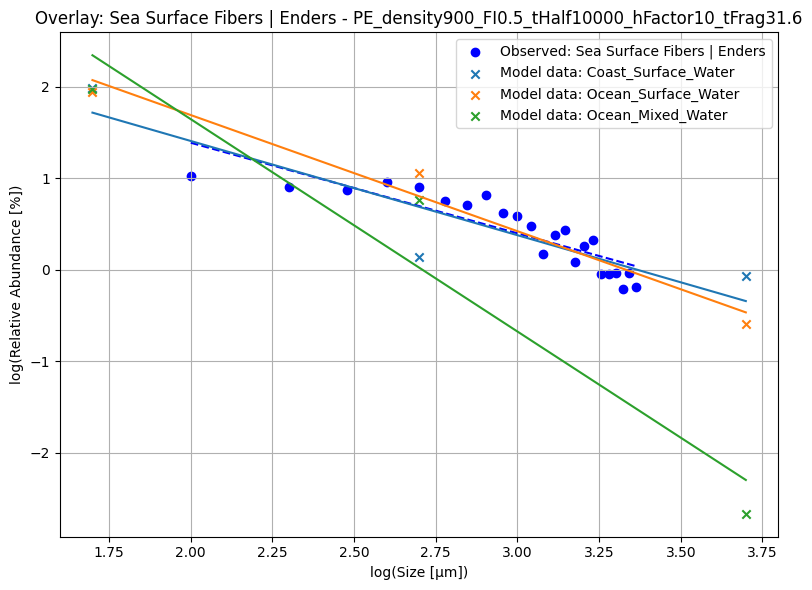 Overlay: Sea Surface Fibers | Enders - PE_density900_FI0.5_tHalf10000_hFactor10_tFrag31.6
Observed: Sea Surface Fibers | Enders
Model data: Coast_Surface_Water
Model data: Ocean_Surface_Water
Model data: Ocean_Mixed_Water
log(Relative Abundance [%])
2
1
0
−1
−2
1.75
2.00
2.25
2.50
2.75
3.00
3.25
3.50
3.75
log(Size [μm])